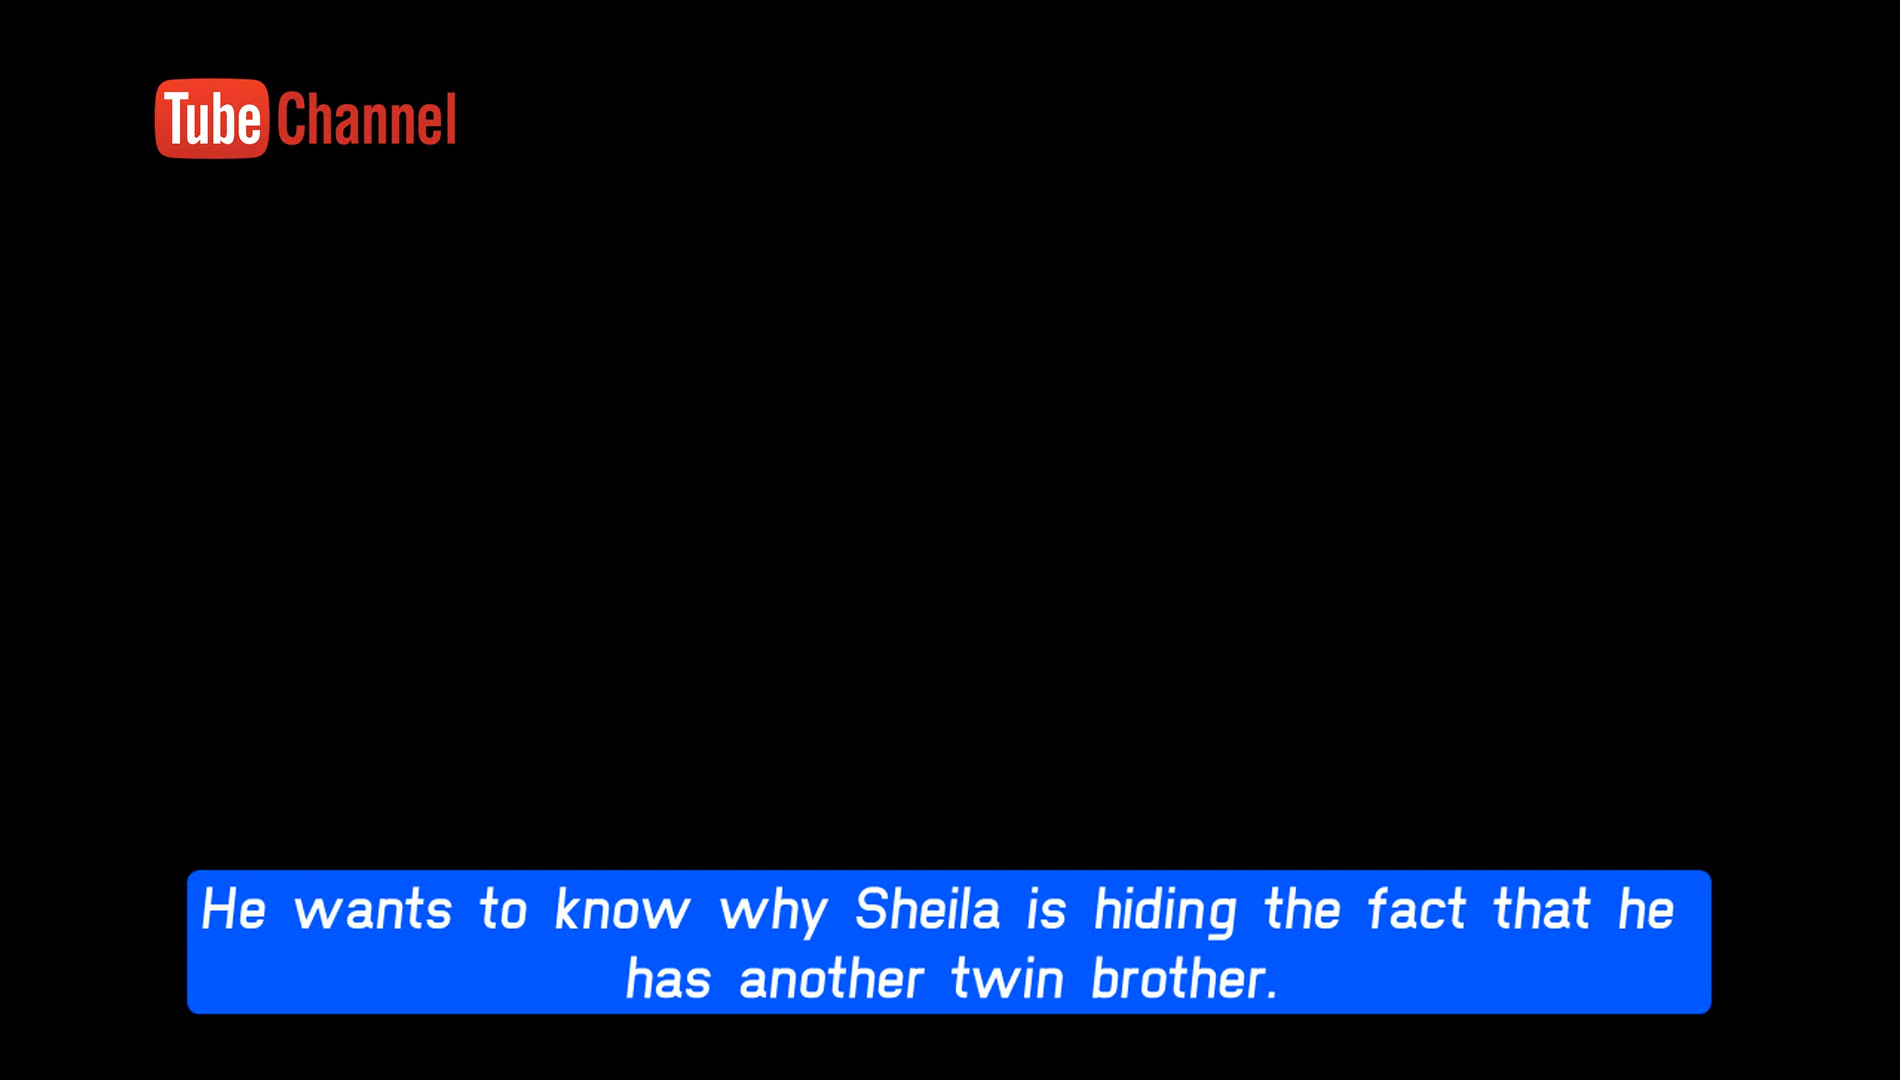 Tube Channel
He wants to know why Sheila is hiding the fact that he
has another twin brother.